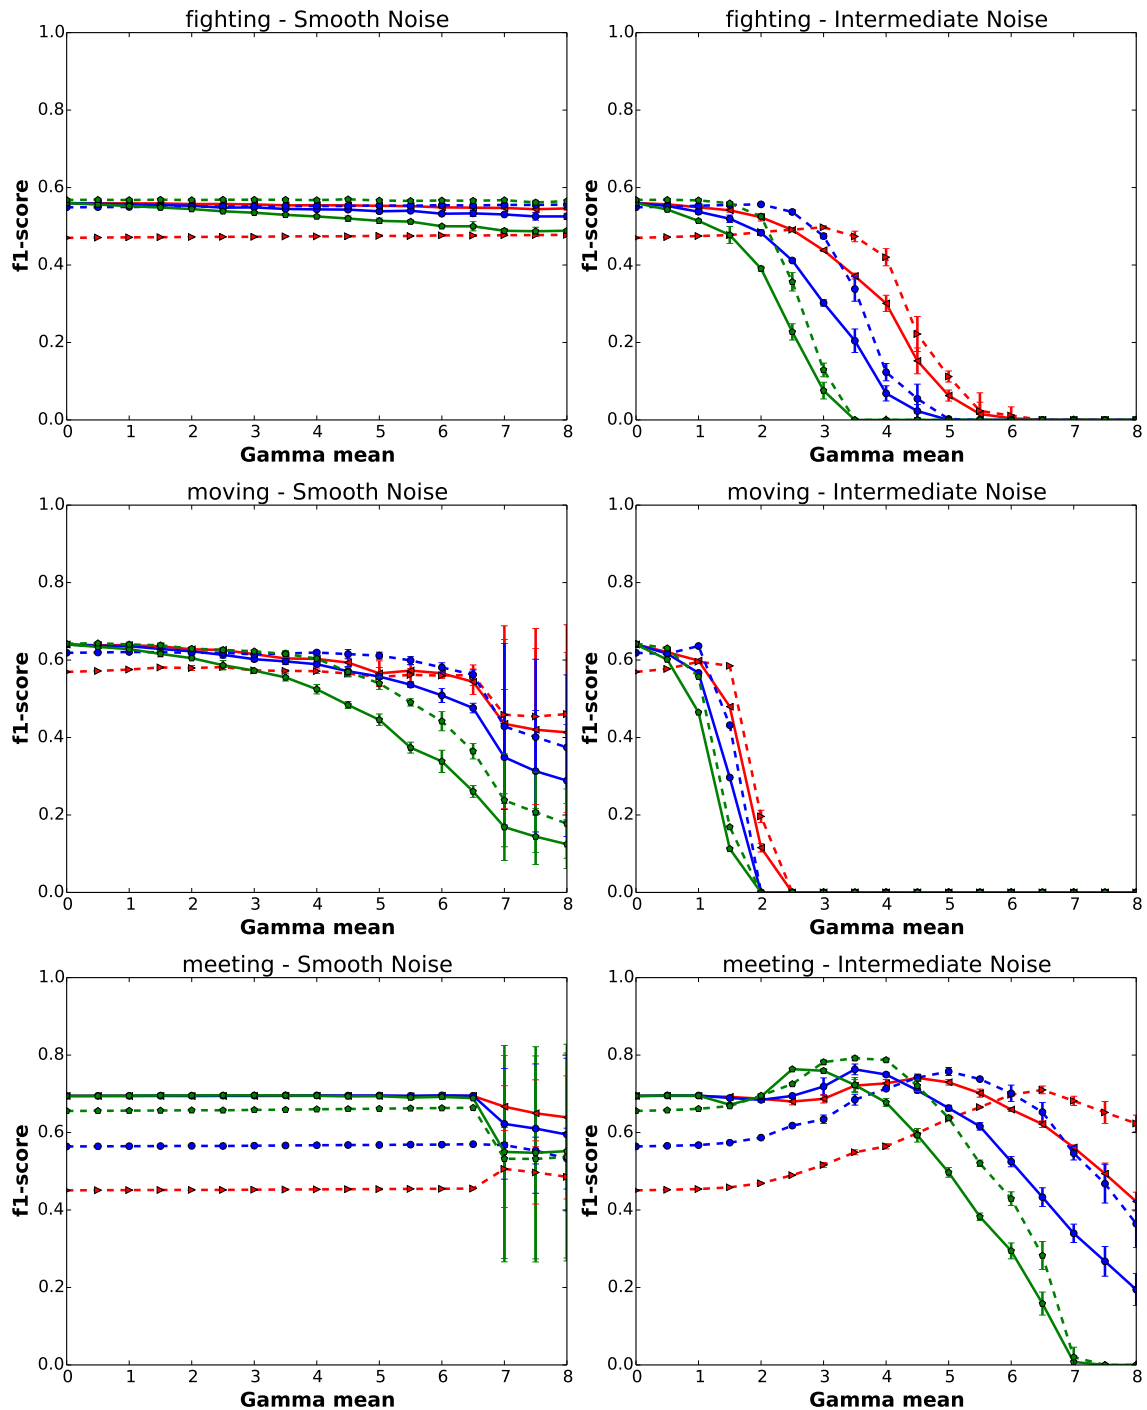 fighting - Smooth Noise
1.0
0.8
0.6
0.4
0.2
0.0
f1-score
0 1 2 3 4 5 6 7 8
Gamma mean
fighting - Intermediate Noise
1.0
0.8
0.6
0.4
0.2
0.0
f1-score
0 1 2 3 4 5 6 7 8
Gamma mean
moving - Smooth Noise
1.0
0.8
0.6
0.4
0.2
0.0
f1-score
0 1 2 3 4 5 6 7 8
Gamma mean
moving - Intermediate Noise
1.0
0.8
0.6
0.4
0.2
0.0
f1-score
0 1 2 3 4 5 6 7 8
Gamma mean
meeting - Smooth Noise
1.0
0.8
0.6
0.4
0.2
0.0
f1-score
0 1 2 3 4 5 6 7 8
Gamma mean
meeting - Intermediate Noise
1.0
0.8
0.6
0.4
0.2
0.0
f1-score
0 1 2 3 4 5 6 7 8
Gamma mean